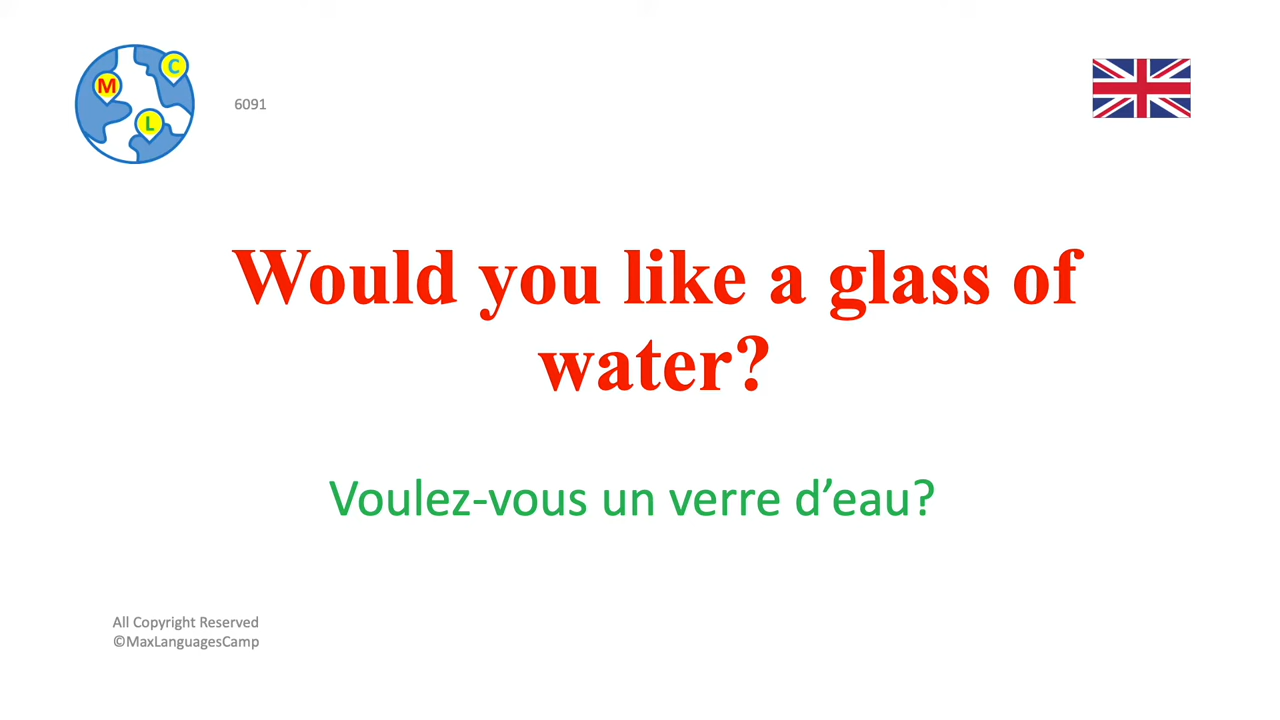 M
C
L
6091
Would you like a glass of
water?
Voulez-vous un verre d’eau?
All Copyright Reserved
©MaxLanguagesCamp